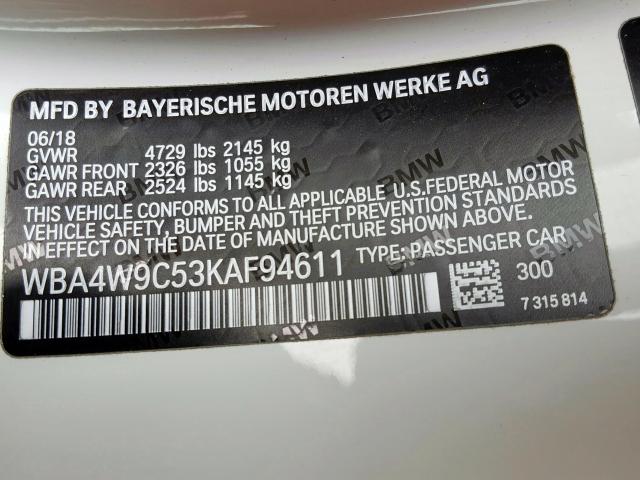 MFD BY BAYERISCHE MOTOREN WERKE AG
06/18
GVWR 4729 lbs 2145 kg
GAWR FRONT 2326 lbs 1055 kg
GAWR REAR 2524 lbs 1145 kg
THIS VEHICLE CONFORMS TO ALL APPLICABLE U.S.FEDERAL MOTOR
VEHICLE SAFETY, BUMPER AND THEFT PREVENTION STANDARDS
IN EFFECT ON THE DATE OF MANUFACTURE SHOWN ABOVE.
WBA4W9C53KAF94611 TYPE: PASSENGER CAR
300
7 315 814